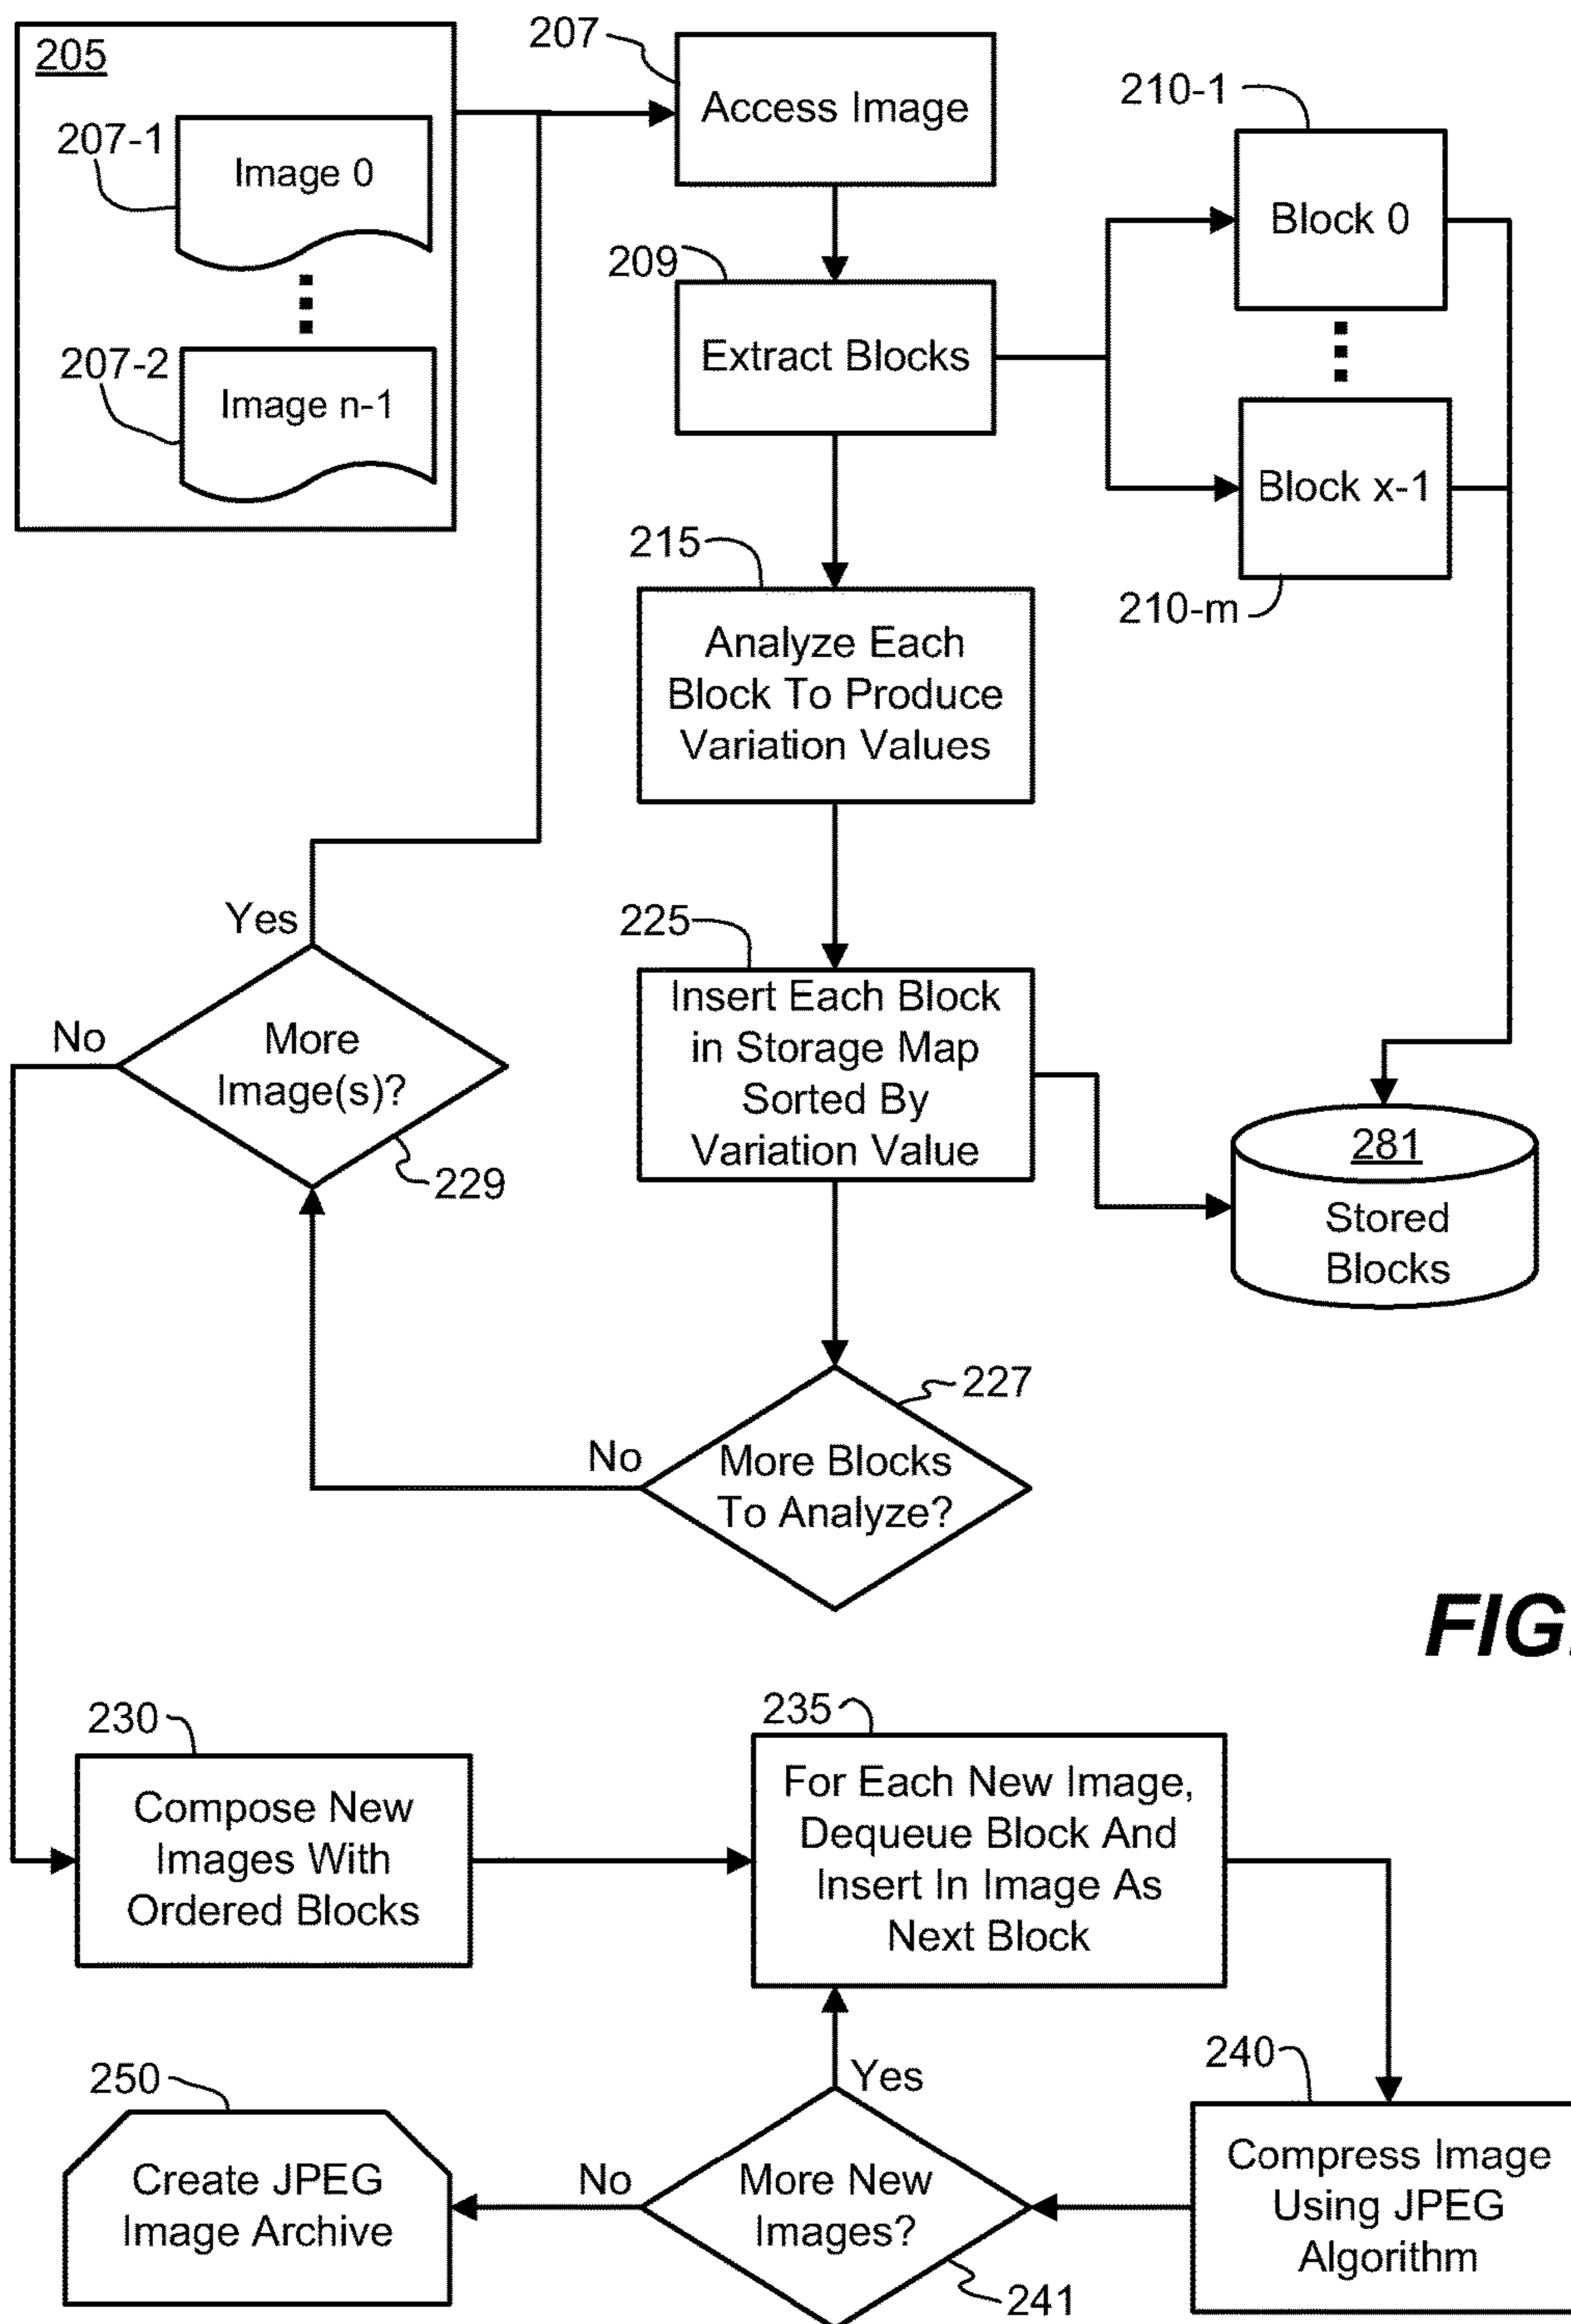 205
207-1
Image 0
207-2
Image n-1
207
Access Image
209
Extract Blocks
210-1
Block 0
Block x-1
210-m
215
Analyze Each
Block To Produce
Variation Values
225
Insert Each Block
in Storage Map
Sorted By
Variation Value
281
Stored
Blocks
Yes
No
More
Image(s)?
229
227
No
More Blocks
To Analyze?
FIG.
230
Compose New
Images With
Ordered Blocks
235
For Each New Image,
Dequeue Block And
Insert In Image As
Next Block
240
Compress Image
Using JPEG
Algorithm
Yes
No
More New
Images?
241
250
Create JPEG
Image Archive